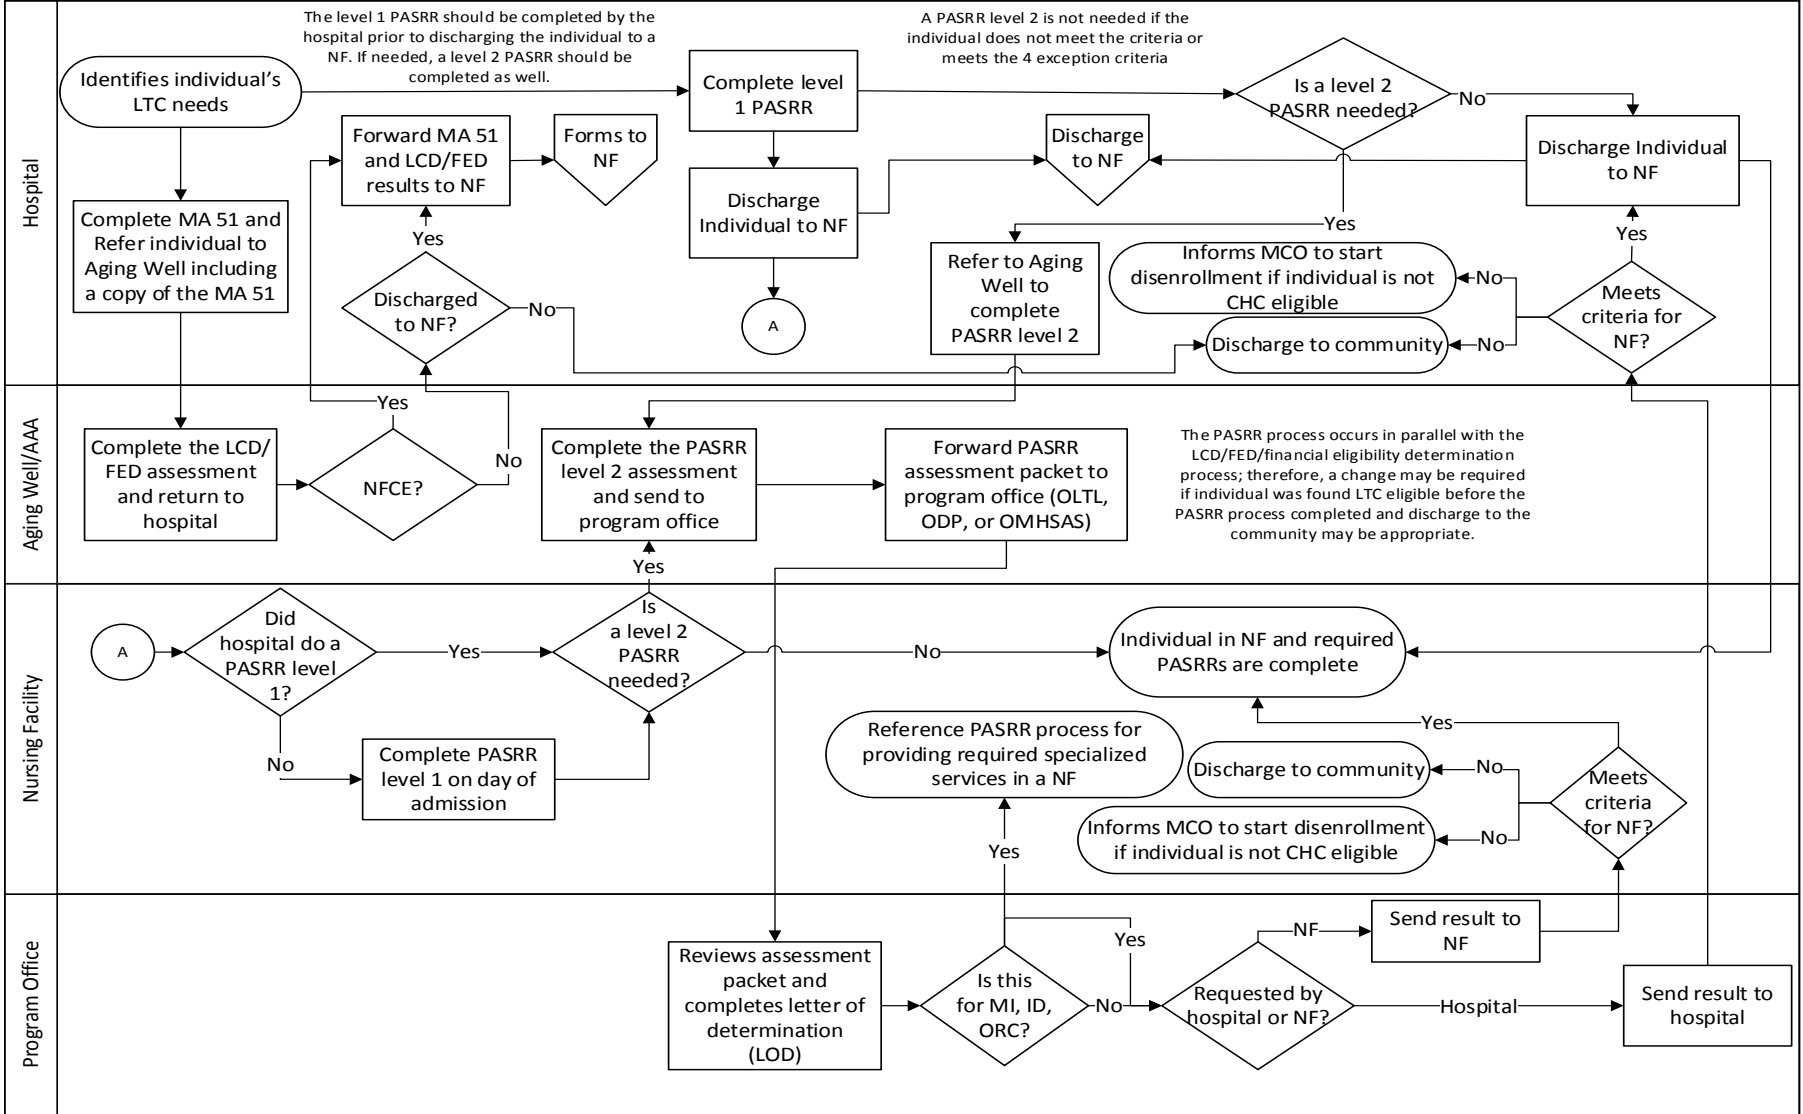 Hospital
The level 1 PASRR should be completed by the
hospital prior to discharging the individual to a
NF. If needed, a level 2 PASRR should be
completed as well.
A PASRR level 2 is not needed if the
individual does not meet the criteria or
meets the 4 exception criteria
Identifies individual's
LTC needs
Complete level
1 PASRR
Is a level 2
PASRR needed?
No
Forward MA 51
and LCD/FED
results to NF
Forms to
NF
Discharge
to NF
Discharge Individual
to NF
Discharge
Individual to NF
Complete MA 51 and
Refer individual to
Aging Well including
a copy of the MA 51
Yes
Yes
Yes
Discharged
to NF?
No
A
Refer to Aging
Well to
complete
PASRR level 2
Informs MCO to start
disenrollment if individual is not
CHC eligible
No
Discharge to community
No
Meets
criteria for
NF?
Aging Well/AAA
Complete the LCD/
FED assessment
and return to
hospital
Yes
NFCE?
No
Complete the PASRR
level 2 assessment
and send to
program office
Forward PASRR
assessment packet to
program office (OLTL,
ODP, or OMHSAS)
The PASRR process occurs in parallel with the
LCD/FED/financial eligibility determination
process; therefore, a change may be required
if individual was found LTC eligible before the
PASRR process completed and discharge to the
community may be appropriate.
Yes
Nursing Facility
A
Did
hospital do a
PASRR level
1?
Yes
No
Complete PASRR
level 1 on day of
admission
Is
a level 2
PASRR
needed?
No
Individual in NF and required
PASRRs are complete
Reference PASRR process for
providing required specialized
services in a NF
Yes
Discharge to community
No
Informs MCO to start disenrollment
if individual is not CHC eligible
No
Meets
criteria
for NF?
Yes
Program Office
Reviews assessment
packet and
completes letter of
determination
(LOD)
Is this
for MI, ID,
ORC?
Yes
No
Requested by
hospital or NF?
NF
Send result to
NF
Hospital
Send result to
hospital